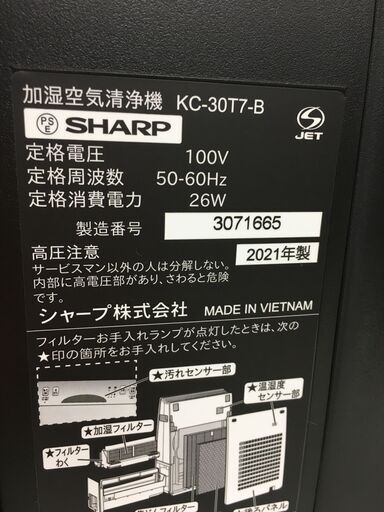 加湿空気清浄機 KC-30T7-B
PS
E
SHARP
JET
定格電圧 100V
定格周波数 50-60Hz
定格消費電力 26W
製造番号 3071665
高圧注意 2021年製
サービスマン以外の人は分解しない。
内部に高電圧部があり、さわると危険
です。
シャープ株式会社 MADE IN VIETNAM
フィルターお手入れランプが点灯したときは、次の
★印の箇所をお手入れしてください。
★汚れセンサー部
★温湿度
センサー部
★加湿フィルター
★フィルター
わく
★後ろパネル